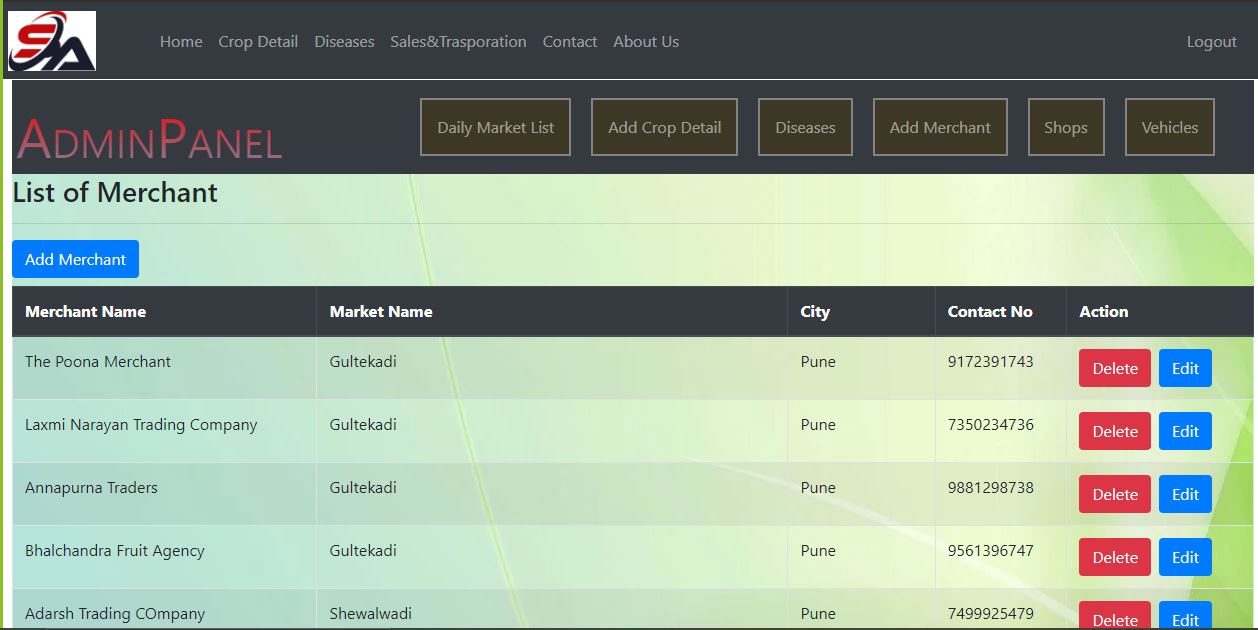 SMA
Home Crop Detail Diseases Sales&Trasporation Contact About Us Logout
AdminPanel
Daily Market List Add Crop Detail Diseases Add Merchant Shops Vehicles
List of Merchant
Add Merchant
Merchant Name Market Name City Contact No Action
The Poona Merchant Gultekadi Pune 9172391743 Delete Edit
Laxmi Narayan Trading Company Gultekadi Pune 7350234736 Delete Edit
Annapurna Traders Gultekadi Pune 9881298738 Delete Edit
Bhalchandra Fruit Agency Gultekadi Pune 9561396747 Delete Edit
Adarsh Trading COmpany Shewalwadi Pune 7499925479 Delete Edit